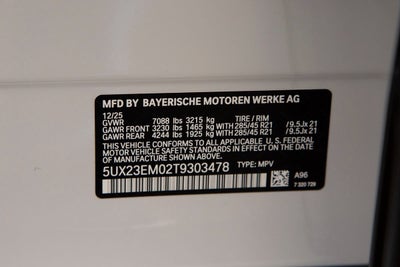 MFD BY BAYERISCHE MOTOREN WERKE AG
12/25
GVWR 7088 lbs 3215 kg TIRE / RIM
GAWR FRONT 3230 lbs 1465 kg 285/45 R21 / 9.5Jx 21
GAWR REAR 4244 lbs 1925 kg 285/45 R21 / 9.5Jx 21
THIS VEHICLE CONFORMS TO ALL APPLICABLE U. S. FEDERAL
MOTOR VEHICLE SAFETY STANDARDS IN EFFECT ON THE DATE
OF MANUFACTURE SHOWN ABOVE.
5UX23EM02T9303478 TYPE: MPV
A96
7 320 729